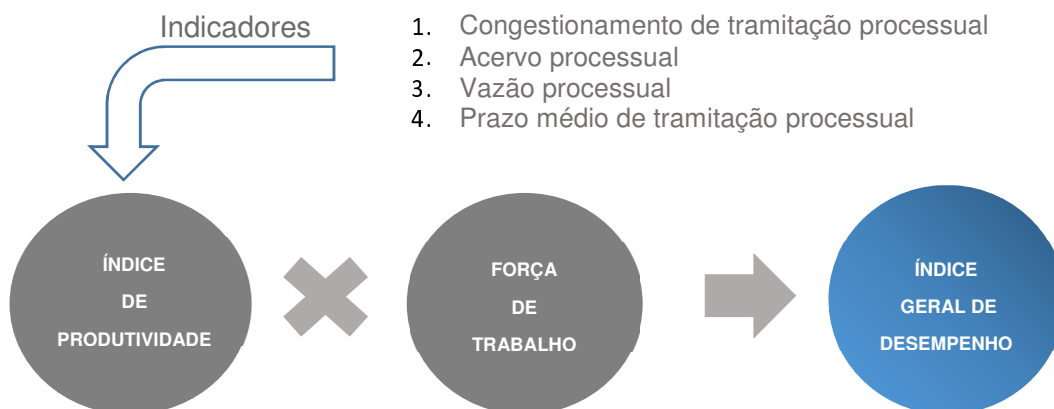 Indicadores
1. Congestionamento de tramitação processual
2. Acervo processual
3. Vazão processual
4. Prazo médio de tramitação processual
ÍNDICE
DE
PRODUTIVIDADE
FORÇA
DE
TRABALHO
ÍNDICE
GERAL DE
DESEMPENHO